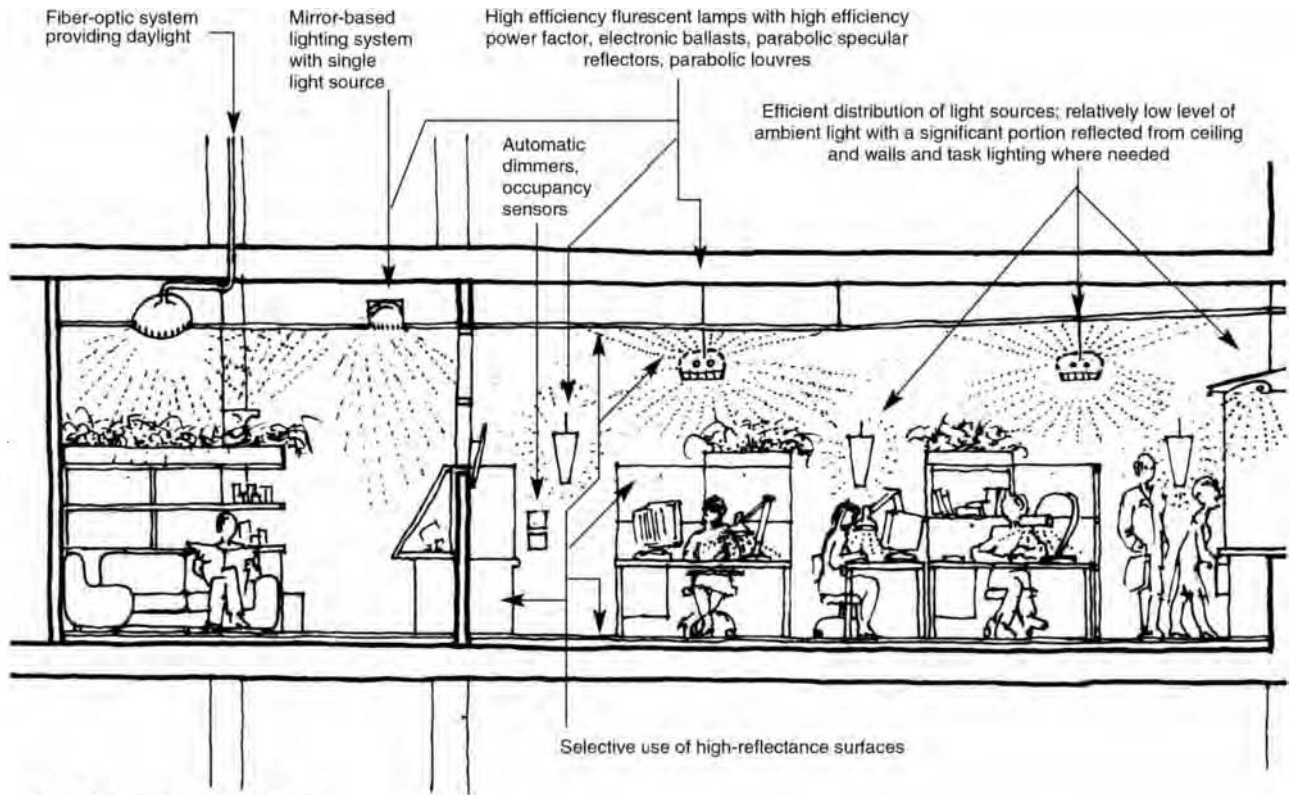 Fiber-optic system
providing daylight
Mirror-based
lighting system
with single
light source
High efficiency flurescent lamps with high efficiency
power factor, electronic ballasts, parabolic specular
reflectors, parabolic louvres
Efficient distribution of light sources; relatively low level of
ambient light with a significant portion reflected from ceiling
and walls and task lighting where needed
Automatic
dimmers,
occupancy
sensors
Selective use of high-reflectance surfaces